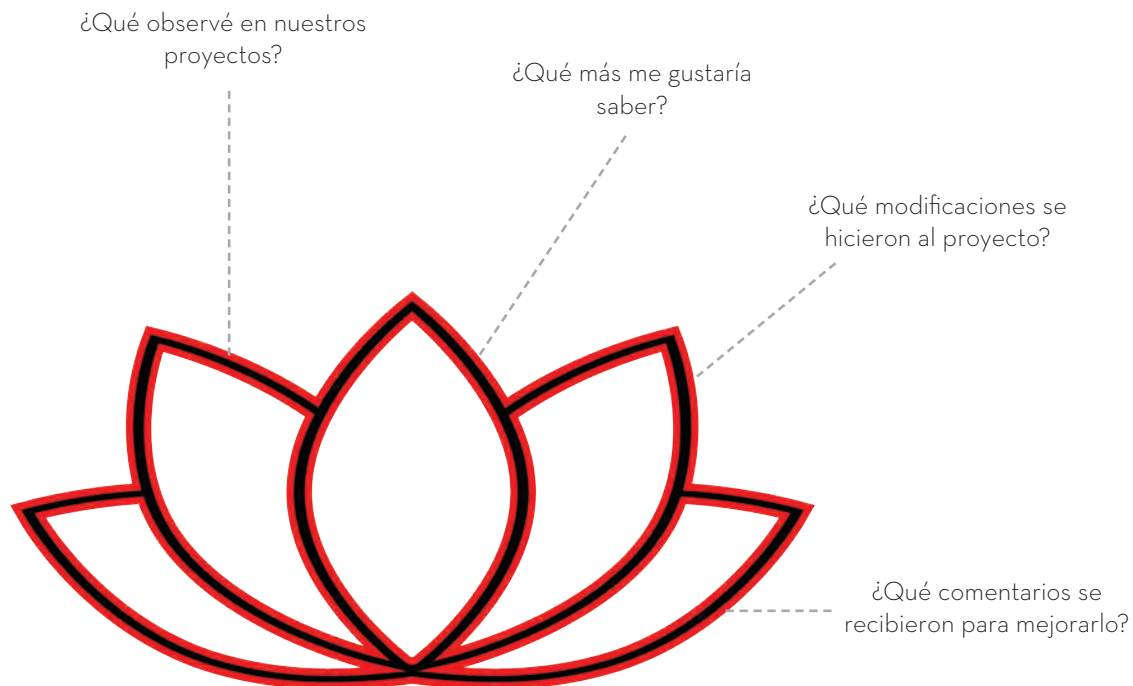 ¿Qué observé en nuestros
proyectos?
¿Qué más me gustaría
saber?
¿Qué modificaciones se
hicieron al proyecto?
¿Qué comentarios se
recibieron para mejorarlo?